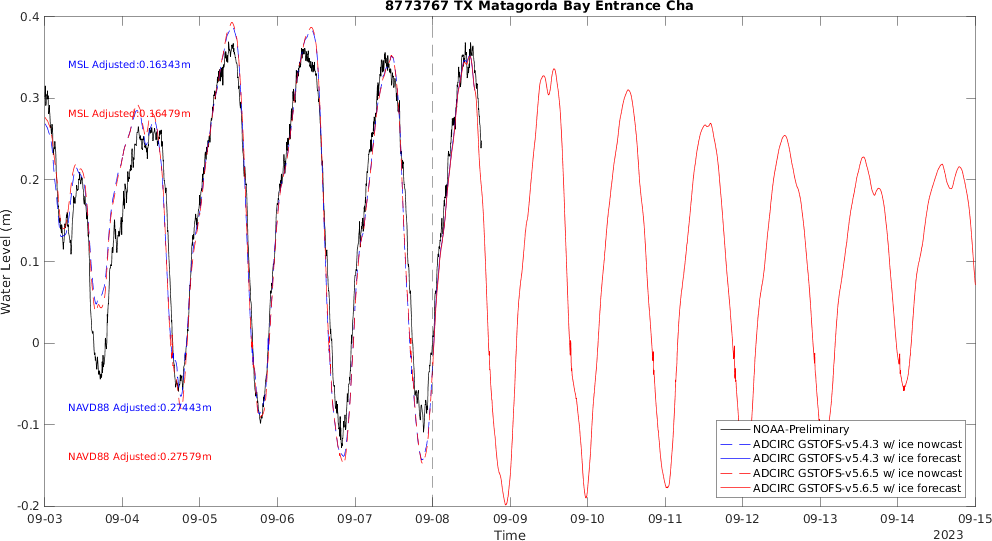 8773767 TX Matagorda Bay Entrance Cha
0.4
0.3
0.2
0.1
0
-0.1
-0.2
Water Level (m)
MSL Adjusted:0.16343m
MSL Adjusted:0.16479m
NAVD88 Adjusted:0.27443m
NAVD88 Adjusted:0.27579m
NOAA-Preliminary
ADCIRC GSTOFS-v5.4.3 w/ ice nowcast
ADCIRC GSTOFS-v5.4.3 w/ ice forecast
ADCIRC GSTOFS-v5.6.5 w/ ice nowcast
ADCIRC GSTOFS-v5.6.5 w/ ice forecast
09-03 09-04 09-05 09-06 09-07 09-08 09-09 09-10 09-11 09-12 09-13 09-14 09-15
Time
2023